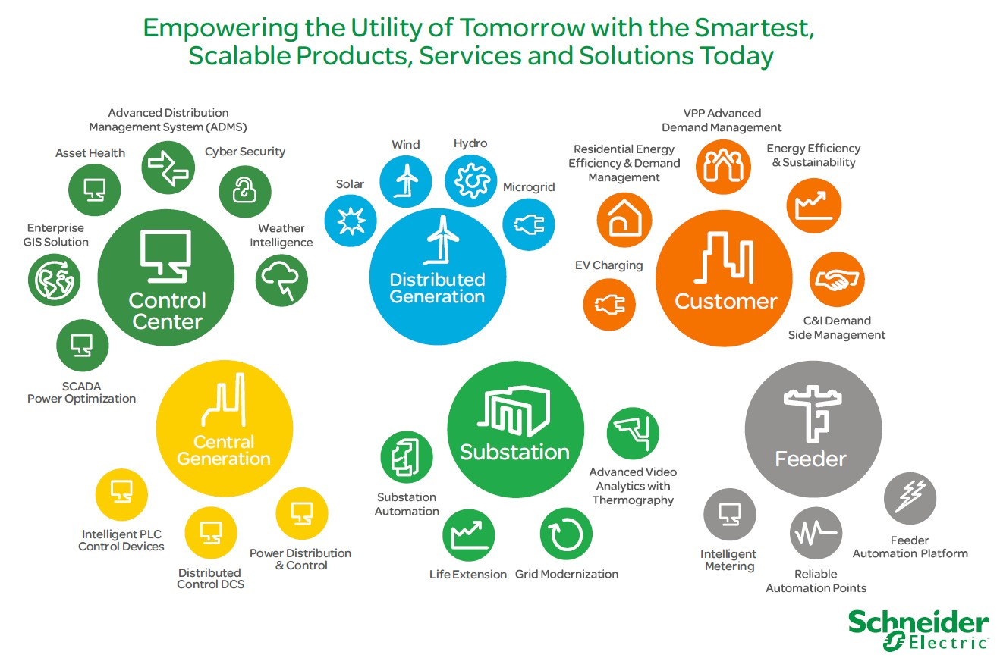 Empowering the Utility of Tomorrow with the Smartest,
Scalable Products, Services and Solutions Today
Advanced Distribution
Management System (ADMS)
Asset Health
Cyber Security
Enterprise
GIS Solution
Weather
Intelligence
Control
Center
SCADA
Power Optimization
Solar
Wind
Hydro
Microgrid
Distributed
Generation
VPP Advanced
Demand Management
Residential Energy
Efficiency & Demand
Management
Energy Efficiency
& Sustainability
EV Charging
Customer
C&I Demand
Side Management
Central
Generation
Intelligent PLC
Control Devices
Distributed
Control DCS
Power Distribution
& Control
Substation
Substation
Automation
Life Extension
Grid Modernization
Advanced Video
Analytics with
Thermography
Feeder
Intelligent
Metering
Reliable
Automation Points
Feeder
Automation Platform
Schneider
Electric